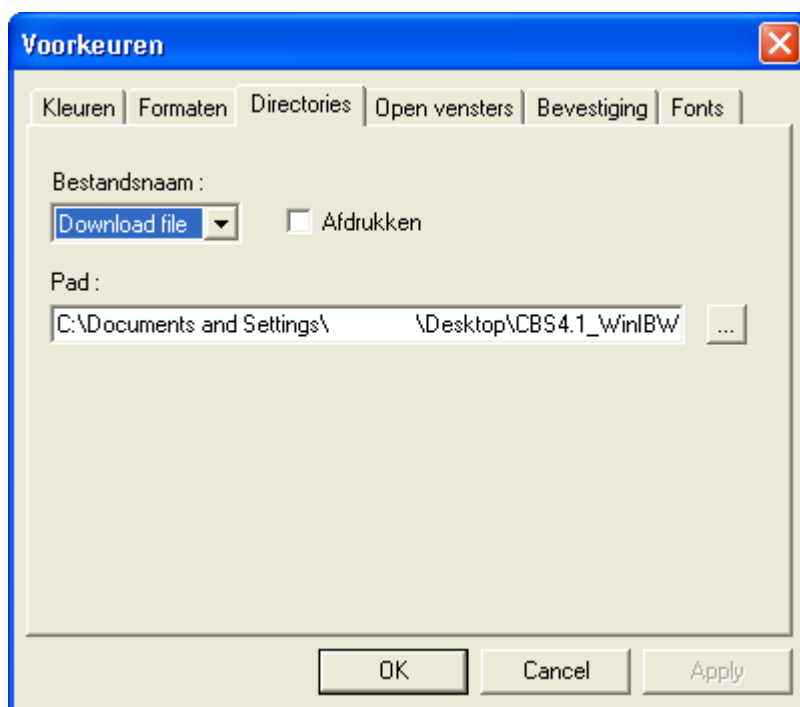 Voorkeuren
Kleuren Formaten Directories Open vensters Bevestiging Fonts
Bestandsnaam :
Download file Afdrukken
Pad :
C:\Documents and Settings\ \Desktop\CBS4.1_WinIBW ...
OK Cancel Apply